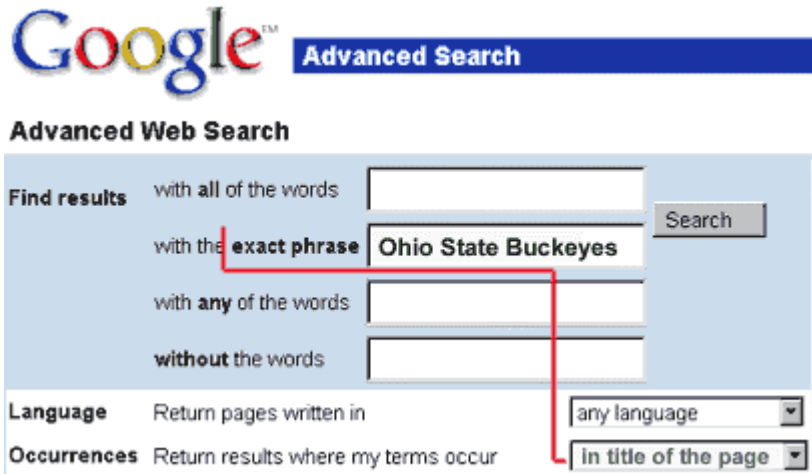 Google™
Advanced Search
Advanced Web Search
Find results with all of the words
Search
with the exact phrase Ohio State Buckeyes
with any of the words
without the words
Language Return pages written in any language
Occurrences Return results where my terms occur in title of the page